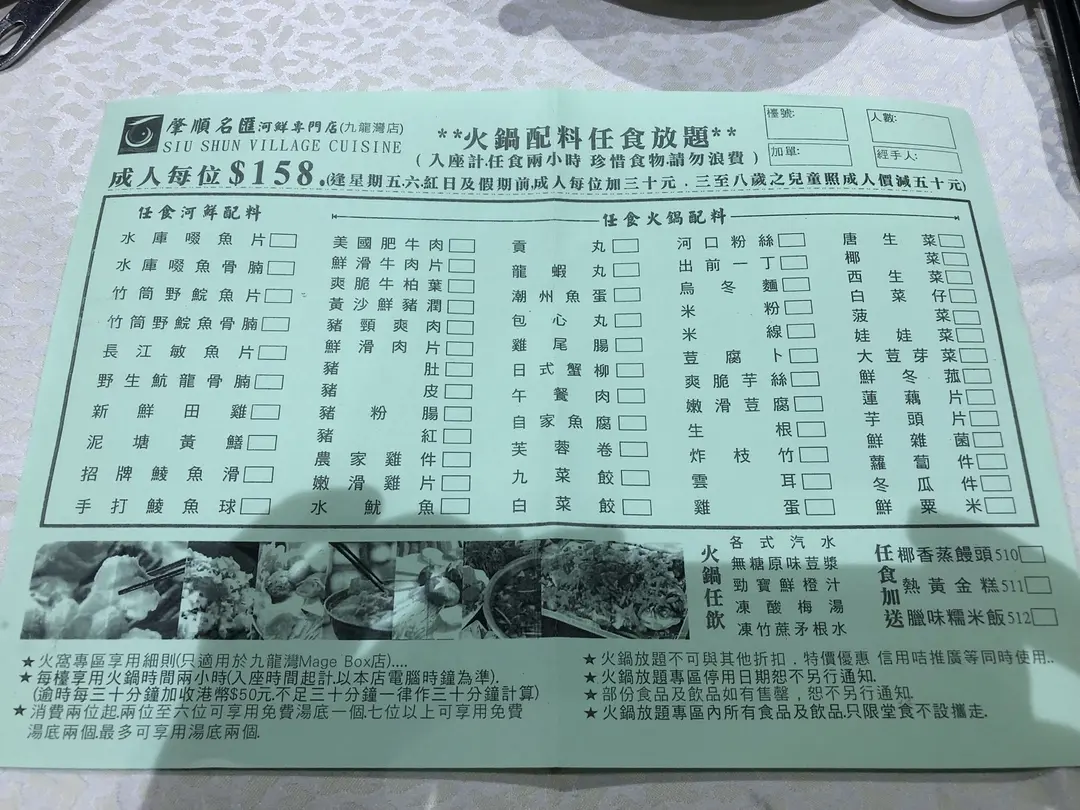 肇順名匯河鮮專門店(九龍灣店)
SIU SHUN VILLAGE CUISINE
**火鍋配料任食放題**
(入座計.任食兩小時 珍惜食物.請勿浪費)
檯號:
人數:
加單:
經手人:
成人每位$158.(逢星期五.六.紅日及假期前.成人每位加三十元．三至八歲之兒童照成人價減五十元)
任食河鮮配料
水庫啜魚片
水庫啜魚骨腩
竹筒野鯇魚片
竹筒野鯇魚骨腩
長江敏魚片
野生魧龍骨腩
新鮮田雞
泥塘黃鱔
招牌鯪魚滑
手打鯪魚球
任食火鍋配料
美國肥牛肉
鮮滑牛肉片
爽脆牛柏葉
黃沙鮮豬潤
豬頸爽肉
鮮滑肉片
豬肚
豬皮
豬粉腸
豬紅
農家雞件
嫩滑雞片
水魷魚
貢丸
龍蝦丸
潮州魚蛋
包心丸
雞尾腸
日式蟹柳
午餐肉
自家魚腐
芙蓉卷
九菜餃
白菜餃
河口粉絲
出前一丁
烏冬麵
米粉
米線
荳腐卜
爽脆芋絲
嫩滑荳腐
生根
炸枝竹
雲耳
雞蛋
唐生菜
椰菜
西生菜
白菜仔
菠菜
娃娃菜
大荳芽菜
鮮冬菰
蓮藕片
芋頭片
鮮雜菌
蘿蔔件
冬瓜件
鮮粟米
火鍋任飲
各式汽水
無糖原味荳漿
勁寶鮮橙汁
凍酸梅湯
凍竹蔗茅根水
任食加送
椰香蒸饅頭510
熱黃金糕511
臘味糯米飯512
★火窩專區享用細則(只適用於九龍灣Mage Box店)....
★每檯享用火鍋時間兩小時(入座時間起計.以本店電腦時鐘為準).
(逾時每三十分鐘加收港幣$50元.不足三十分鐘一律作三十分鐘計算)
★消費兩位起.兩位至六位可享用免費湯底一個.七位以上可享用免費
湯底兩個.最多可享用湯底兩個.
★火鍋放題不可與其他折扣．特價優惠 信用咭推廣等同時使用..
★火鍋放題專區停用日期恕不另行通知.
★部份食品及飲品如有售罄，恕不另行通知.
★火鍋放題專區內所有食品及飲品.只限堂食不設攜走.